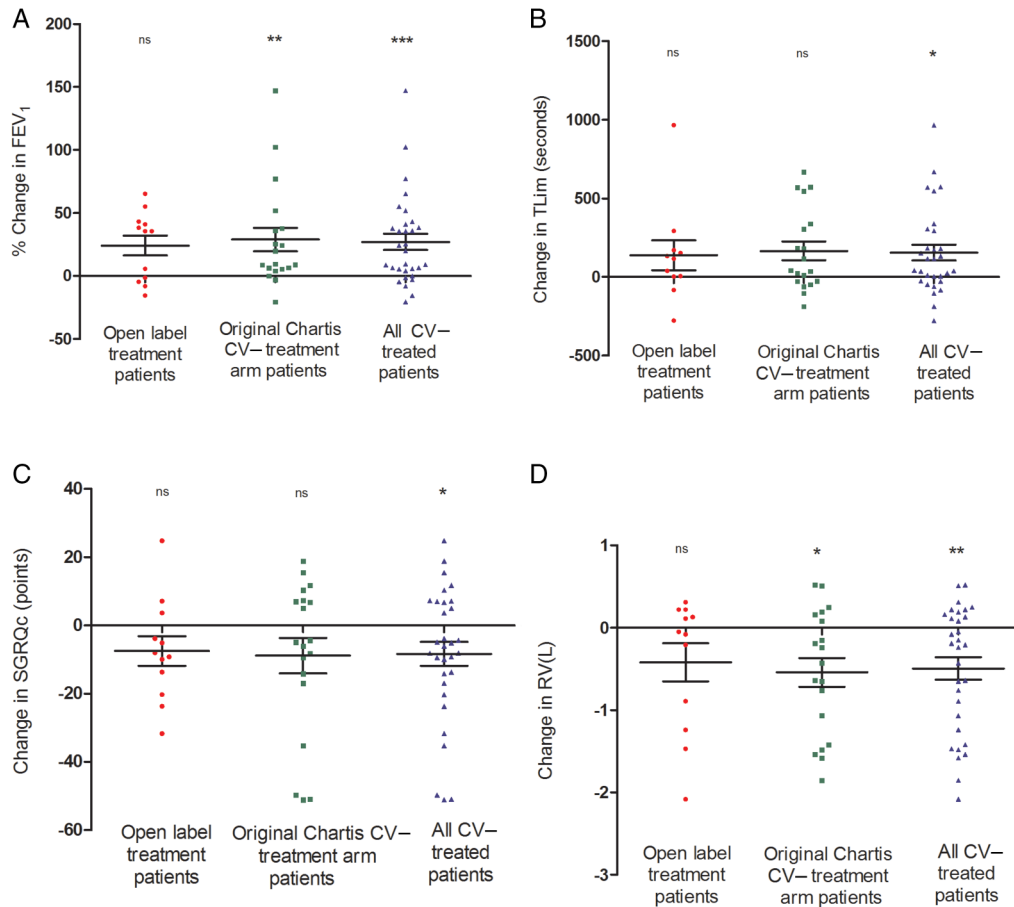 A
% Change in FEV1
200
150
100
50
0
-50
ns
**
***
Open label
treatment
patients
Original Chartis
CV– treatment
arm patients
All CV–
treated
patients
B
Change in TLim (seconds)
1500
1000
500
0
-500
ns
ns
*
Open label
treatment
patients
Original Chartis
CV– treatment
arm patients
All CV–
treated
patients
C
Change in SGRQc (points)
40
20
0
-20
-40
-60
ns
ns
*
Open label
treatment
patients
Original Chartis CV–
treatment arm
patients
All CV–
treated
patients
D
Change in RV(L)
1
0
-1
-2
-3
ns
*
**
Open label
treatment
patients
Original Chartis
CV– treatment
arm patients
All CV–
treated
patients